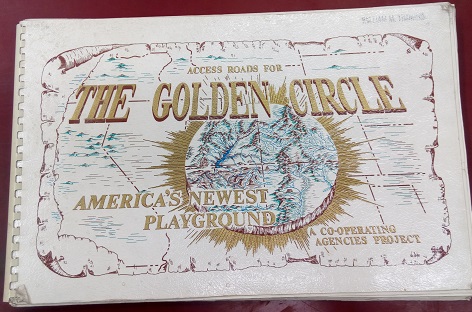 ACCESS ROADS FOR
THE GOLDEN CIRCLE
AMERICA'S NEWEST
PLAYGROUND
A CO-OPERATING
AGENCIES PROJECT